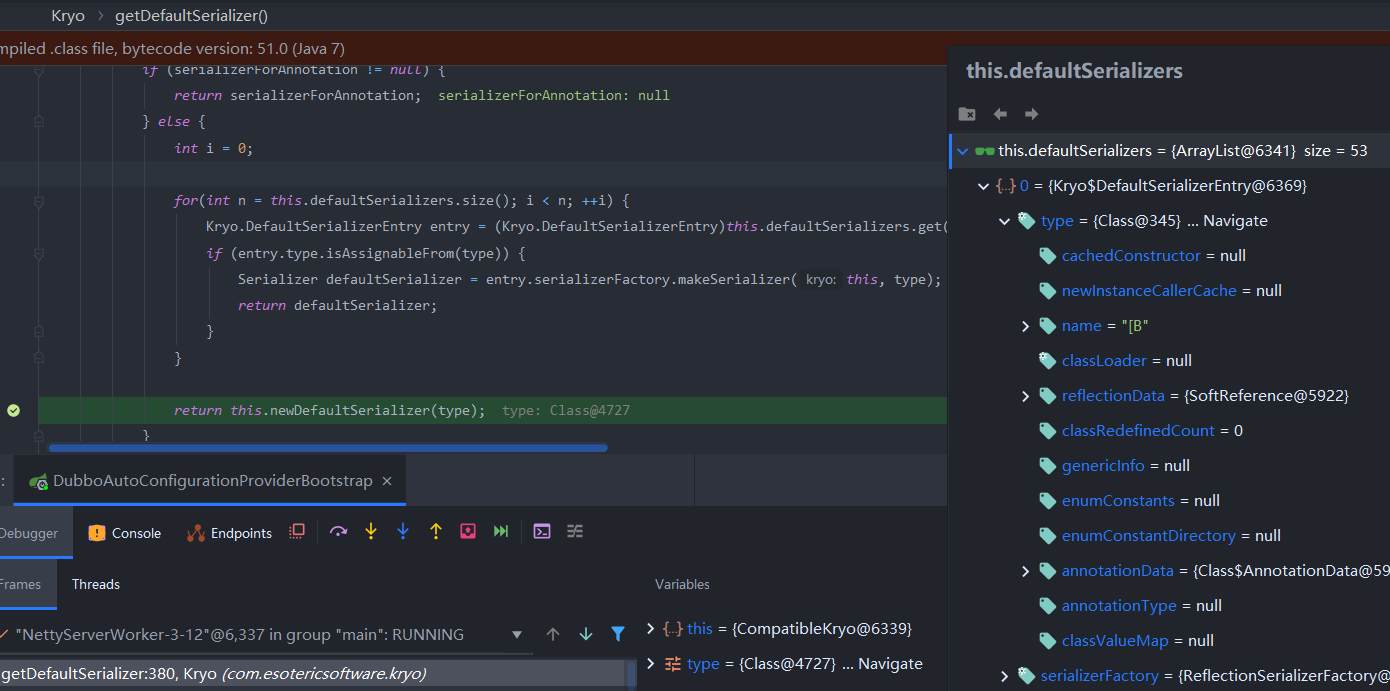 Kryo > getDefaultSerializer()
mpiled .class file, bytecode version: 51.0 (Java 7)
if (serializerForAnnotation != null) {
return serializerForAnnotation; serializerForAnnotation: null
} else {
int i = 0;
for(int n = this.defaultSerializers.size(); i < n; ++i) {
Kryo.DefaultSerializerEntry entry = (Kryo.DefaultSerializerEntry)this.defaultSerializers.get(
if (entry.type.isAssignableFrom(type)) {
Serializer defaultSerializer = entry.serializerFactory.makeSerializer( kryo: this, type);
return defaultSerializer;
}
}
return this.newDefaultSerializer(type); type: Class@4727
}
: DubboAutoConfigurationProviderBootstrap ×
Debugger Console Endpoints
Frames Threads
"NettyServerWorker-3-12"@6,337 in group "main": RUNNING
getDefaultSerializer:380, Kryo (com.esotericsoftware.kryo)
Variables
this = {CompatibleKryo@6339}
type = {Class@4727} ... Navigate
this.defaultSerializers
this.defaultSerializers = {ArrayList@6341} size = 53
{..} 0 = {Kryo$DefaultSerializerEntry@6369}
type = {Class@345} ... Navigate
cachedConstructor = null
newInstanceCallerCache = null
name = "[B"
classLoader = null
reflectionData = {SoftReference@5922}
classRedefinedCount = 0
genericInfo = null
enumConstants = null
enumConstantDirectory = null
annotationData = {Class$AnnotationData@59
annotationType = null
classValueMap = null
serializerFactory = {ReflectionSerializerFactory@